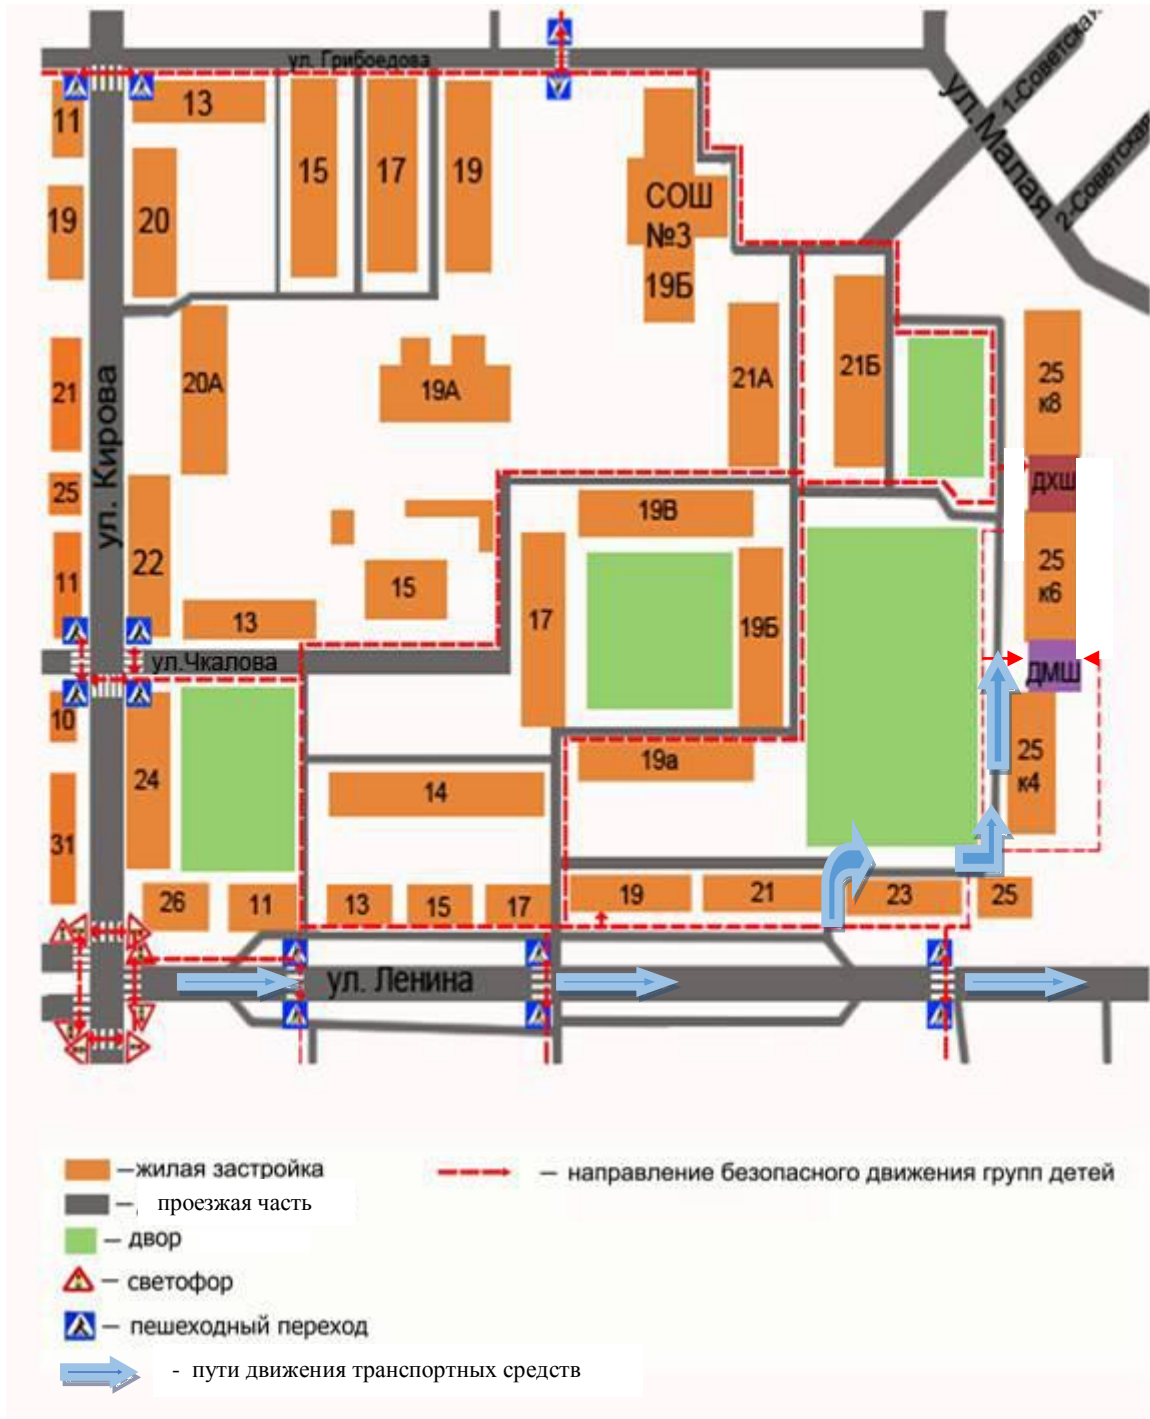 ул. Грибоедова
1-Советская
ул. Малая
2-Советская
11
13
15
17
19
СОШ
№3
19Б
19
20
21
20А
19А
21А
21Б
25
к8
ул. Кирова
25
22
11
13
15
19В
17
19Б
ДХШ
25
к6
ул.Чкалова
ДМШ
10
24
14
19а
25
к4
31
26
11
13
15
17
19
21
23
25
ул. Ленина
–жилая застройка
– направление безопасного движения групп детей
– проезжая часть
– двор
– светофор
– пешеходный переход
- пути движения транспортных средств